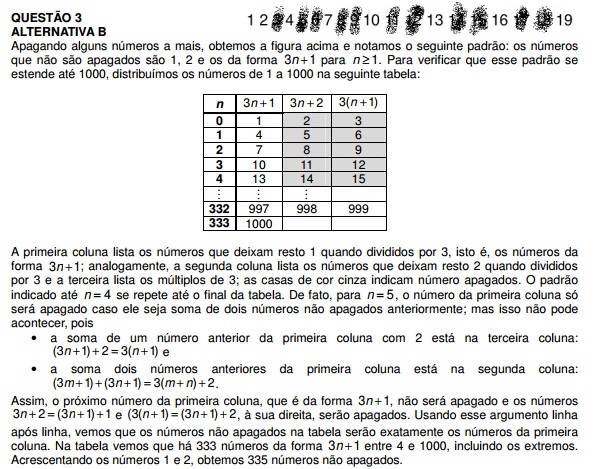 QUESTÃO 3
1 2 4 7 10 13 16 19
ALTERNATIVA B
Apagando alguns números a mais, obtemos a figura acima e notamos o seguinte padrão: os números
que não são apagados são 1, 2 e os da forma 3n+1 para n≥1. Para verificar que esse padrão se
estende até 1000, distribuímos os números de 1 a 1000 na seguinte tabela:
n 3n+1 3n+2 3(n+1)
0 1 2 3
1 4 5 6
2 7 8 9
3 10 11 12
4 13 14 15
⋮ ⋮ ⋮
332 997 998 999
333 1000
A primeira coluna lista os números que deixam resto 1 quando divididos por 3, isto é, os números da
forma 3n+1; analogamente, a segunda coluna lista os números que deixam resto 2 quando divididos
por 3 e a terceira lista os múltiplos de 3; as casas de cor cinza indicam número apagados. O padrão
indicado até n=4 se repete até o final da tabela. De fato, para n=5, o número da primeira coluna só
será apagado caso ele seja soma de dois números não apagados anteriormente; mas isso não pode
acontecer, pois
• a soma de um número anterior da primeira coluna com 2 está na terceira coluna:
(3n+1)+2=3(n+1) e
• a soma dois números anteriores da primeira coluna está na segunda coluna:
(3m+1)+(3n+1)=3(m+n)+2.
Assim, o próximo número da primeira coluna, que é da forma 3n+1, não será apagado e os números
3n+2=(3n+1)+1 e (3(n+1)=(3n+1)+2, à sua direita, serão apagados. Usando esse argumento linha
após linha, vemos que os números não apagados na tabela serão exatamente os números da primeira
coluna. Na tabela vemos que há 333 números da forma 3n+1 entre 4 e 1000, incluindo os extremos.
Acrescentando os números 1 e 2, obtemos 335 números não apagados.